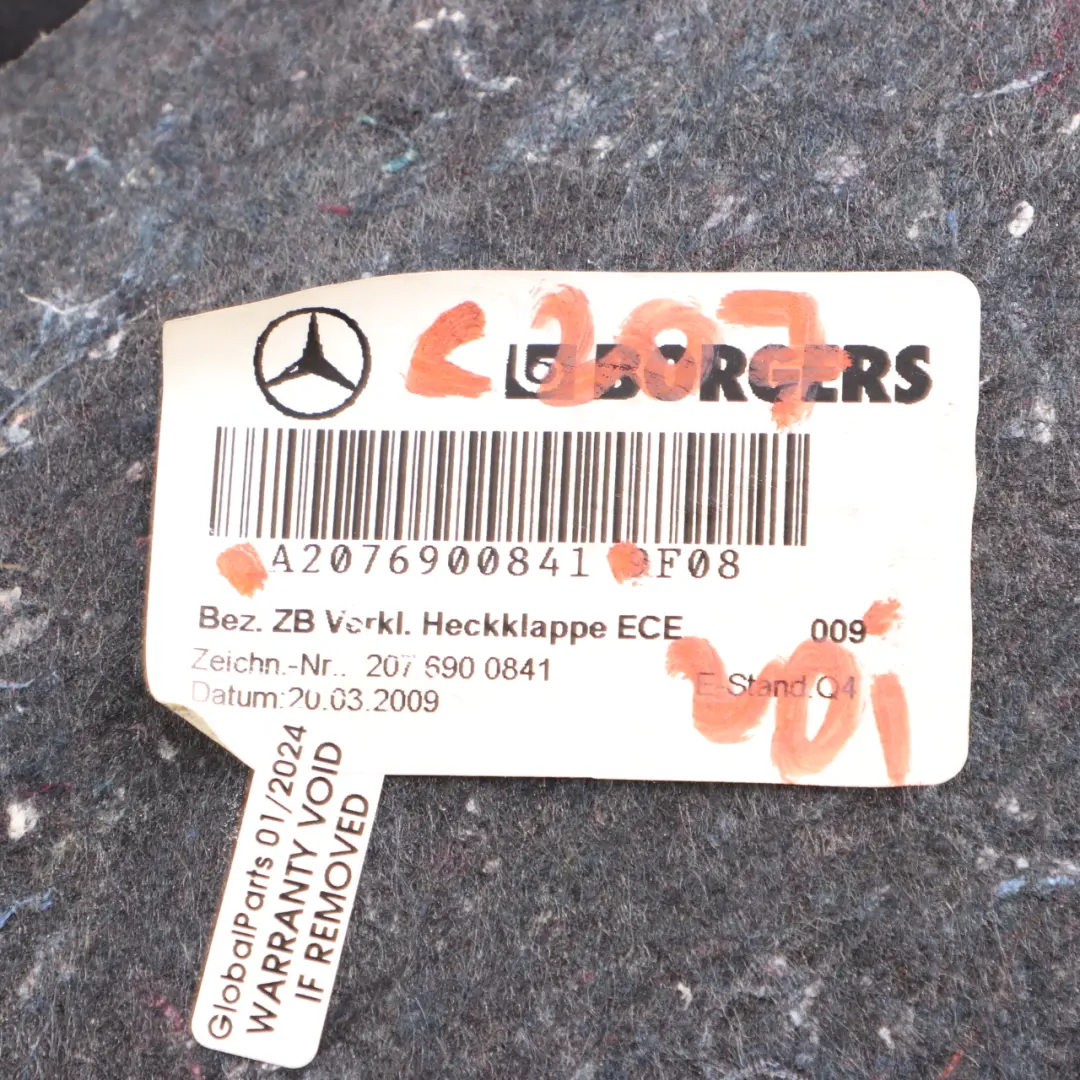 C207
BORGERS
A2076900841 9F08
Bez. ZB Verkl. Heckklappe ECE 009
Zeichn.-Nr.: 207 690 0841
E-Stand.Q4
Datum:20.03.2009
GlobalParts 01/2024
WARRANTY VOID
IF REMOVED